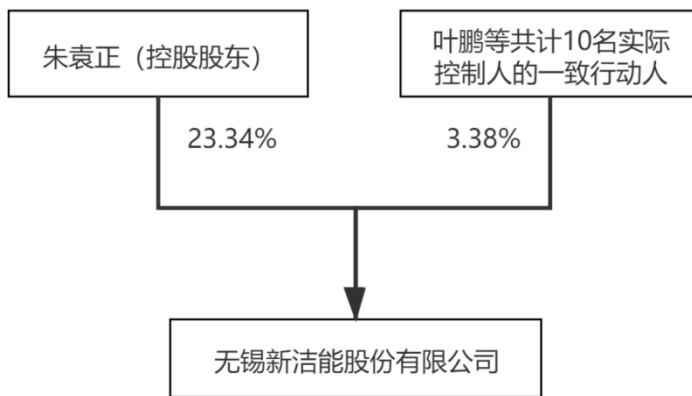 朱袁正（控股股东）
叶鹏等共计10名实际
控制人的一致行动人
23.34%
3.38%
无锡新洁能股份有限公司